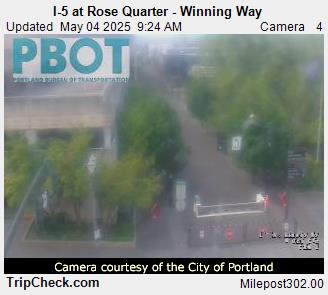 I-5 at Rose Quarter - Winning Way
Updated May 04 2025 9:24 AM Camera 4
PBOT
PORTLAND BUREAU OF TRANSPORTATION
Camera courtesy of the City of Portland
TripCheck.com Milepost302.00